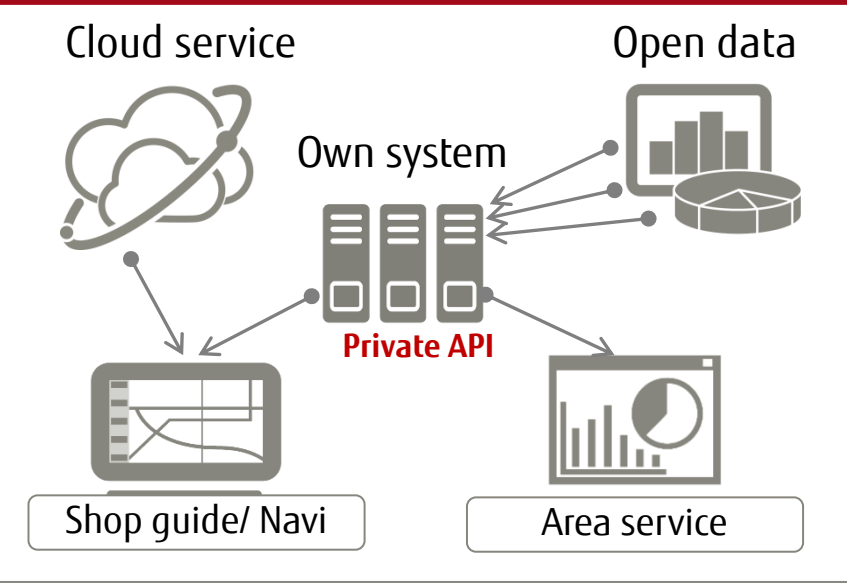 Cloud service
Open data
Own system
Private API
Shop guide/ Navi
Area service